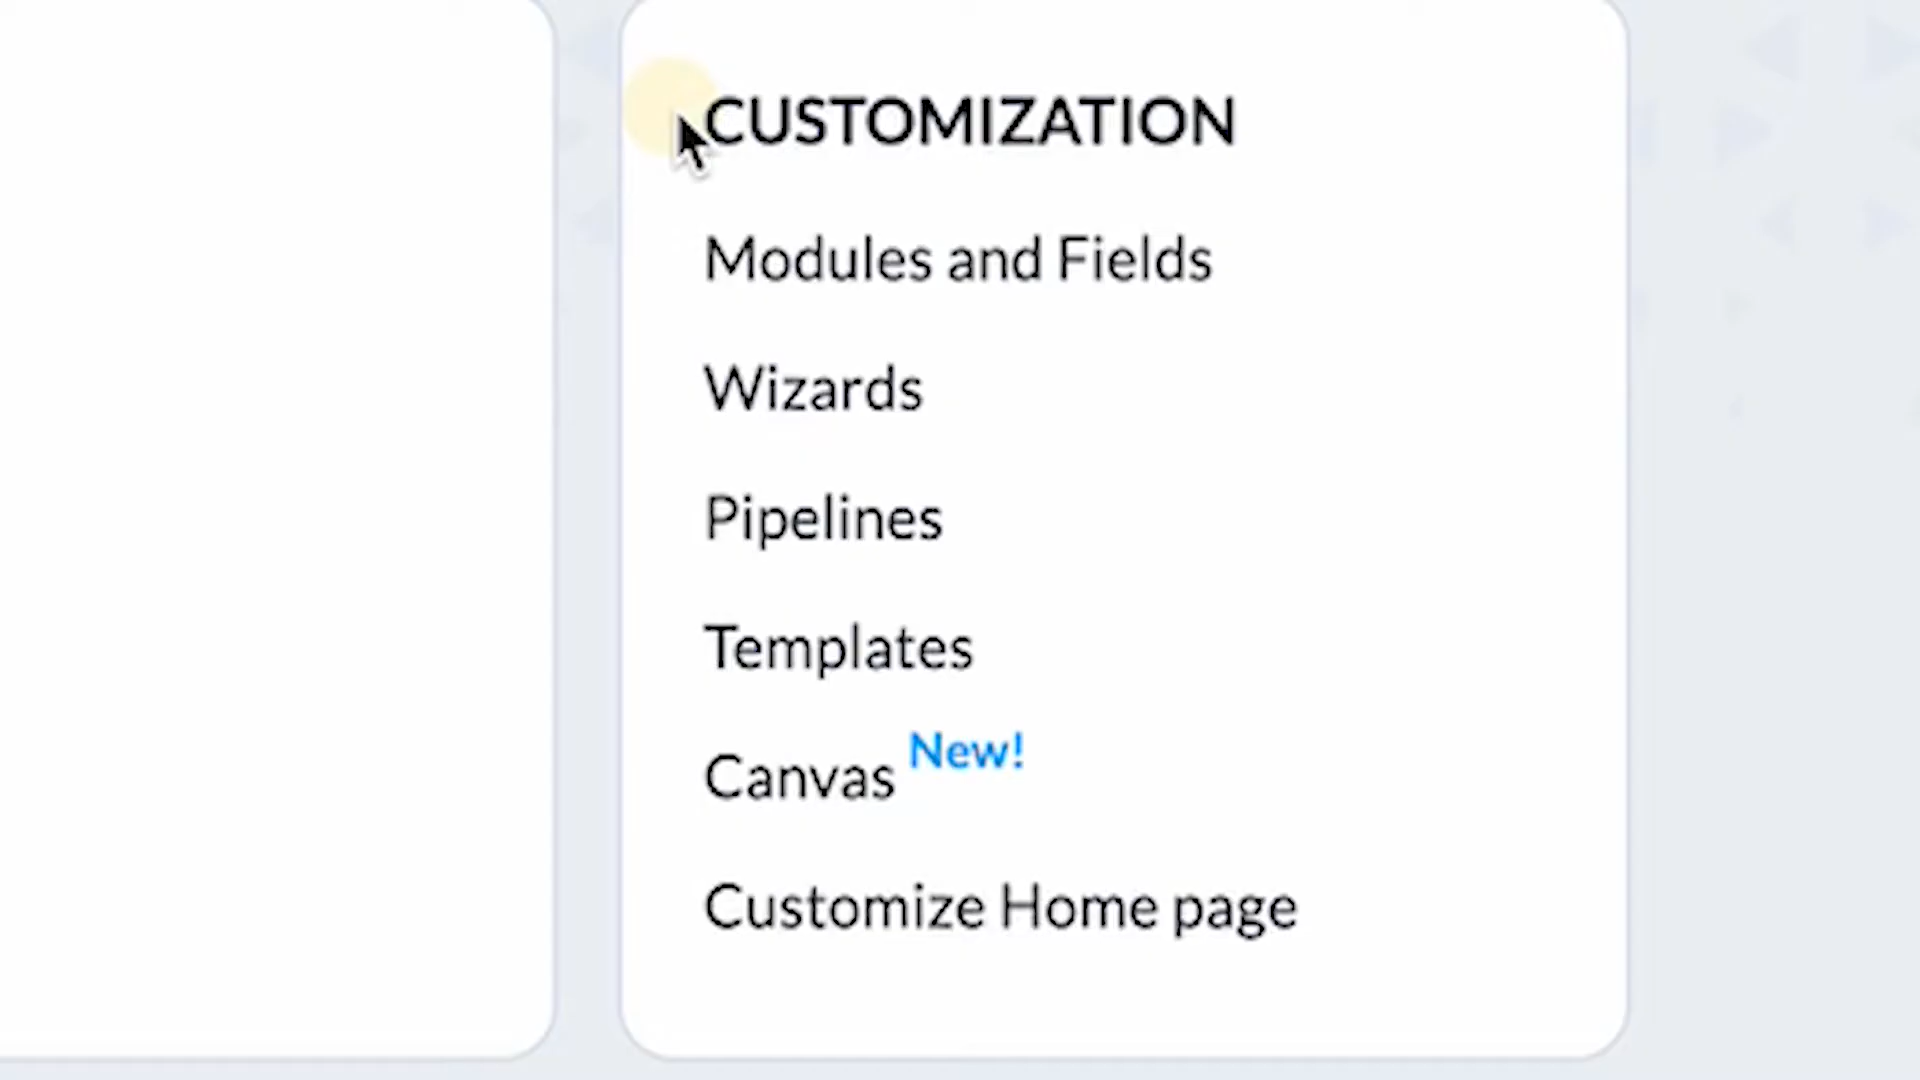 CUSTOMIZATION
Modules and Fields
Wizards
Pipelines
Templates
Canvas New!
Customize Home page